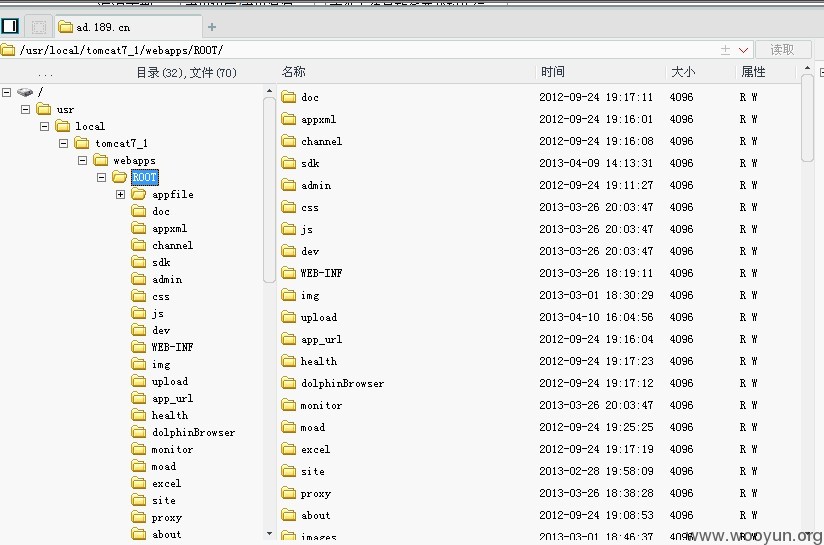 ad.189.cn
/usr/local/tomcat7_1/webapps/ROOT/
读取
... 目录(32),文件(70) 名称 时间 大小 属性
/
usr
local
tomcat7_1
webapps
ROOT
appfile
doc
appxml
channel
sdk
admin
css
js
dev
WEB-INF
img
upload
app_url
health
dolphinBrowser
monitor
moad
excel
site
proxy
about
doc 2012-09-24 19:17:11 4096 R W
appxml 2012-09-24 19:16:01 4096 R W
channel 2012-09-24 19:16:08 4096 R W
sdk 2013-04-09 14:13:31 4096 R W
admin 2012-09-24 19:11:27 4096 R W
css 2013-03-26 20:03:47 4096 R W
js 2013-03-26 20:03:47 4096 R W
dev 2013-03-26 20:03:47 4096 R W
WEB-INF 2013-03-26 18:19:11 4096 R W
img 2013-03-01 18:30:29 4096 R W
upload 2013-04-10 16:04:56 4096 R W
app_url 2012-09-24 19:16:04 4096 R W
health 2012-09-24 19:17:23 4096 R W
dolphinBrowser 2012-09-24 19:17:12 4096 R W
monitor 2013-03-26 20:03:47 4096 R W
moad 2012-09-24 19:25:25 4096 R W
excel 2012-09-24 19:17:19 4096 R W
site 2013-02-28 19:58:09 4096 R W
proxy 2013-03-26 18:38:28 4096 R W
about 2012-09-24 19:08:53 4096 R W
images 2013-03-01 18:46:37 4096 R W
www.wooyun.org